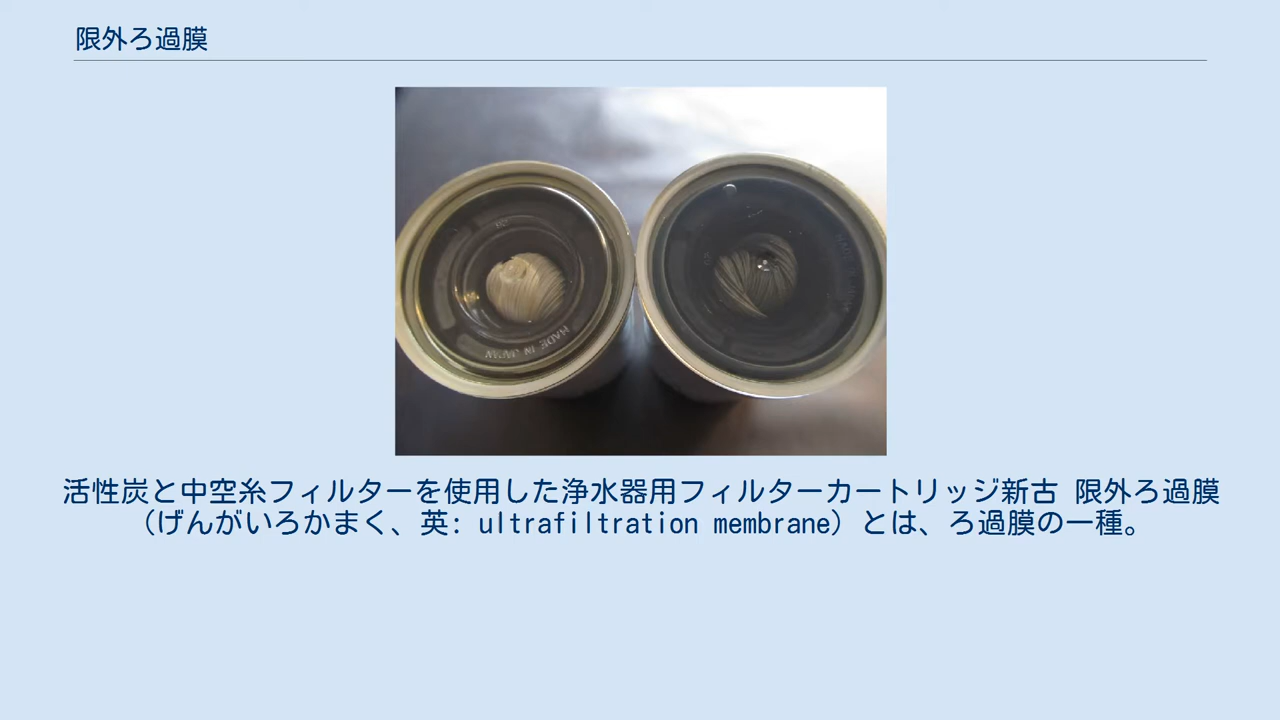 限外ろ過膜
MADE IN JAPAN
活性炭と中空糸フィルターを使用した浄水器用フィルターカートリッジ新古 限外ろ過膜
（げんがいろかまく、英: ultrafiltration membrane）とは、ろ過膜の一種。